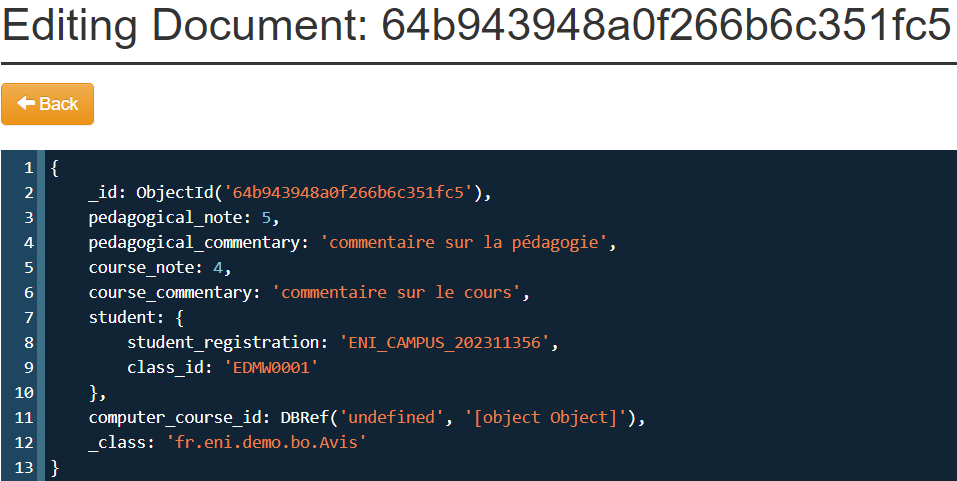 Editing Document: 64b943948a0f266b6c351fc5
Back
1 {
2 _id: ObjectId('64b943948a0f266b6c351fc5'),
3 pedagogical_note: 5,
4 pedagogical_commentary: 'commentaire sur la pédagogie',
5 course_note: 4,
6 course_commentary: 'commentaire sur le cours',
7 student: {
8 student_registration: 'ENI_CAMPUS_202311356',
9 class_id: 'EDMW0001'
10 },
11 computer_course_id: DBRef('undefined', '[object Object]'),
12 _class: 'fr.eni.demo.bo.Avis'
13 }